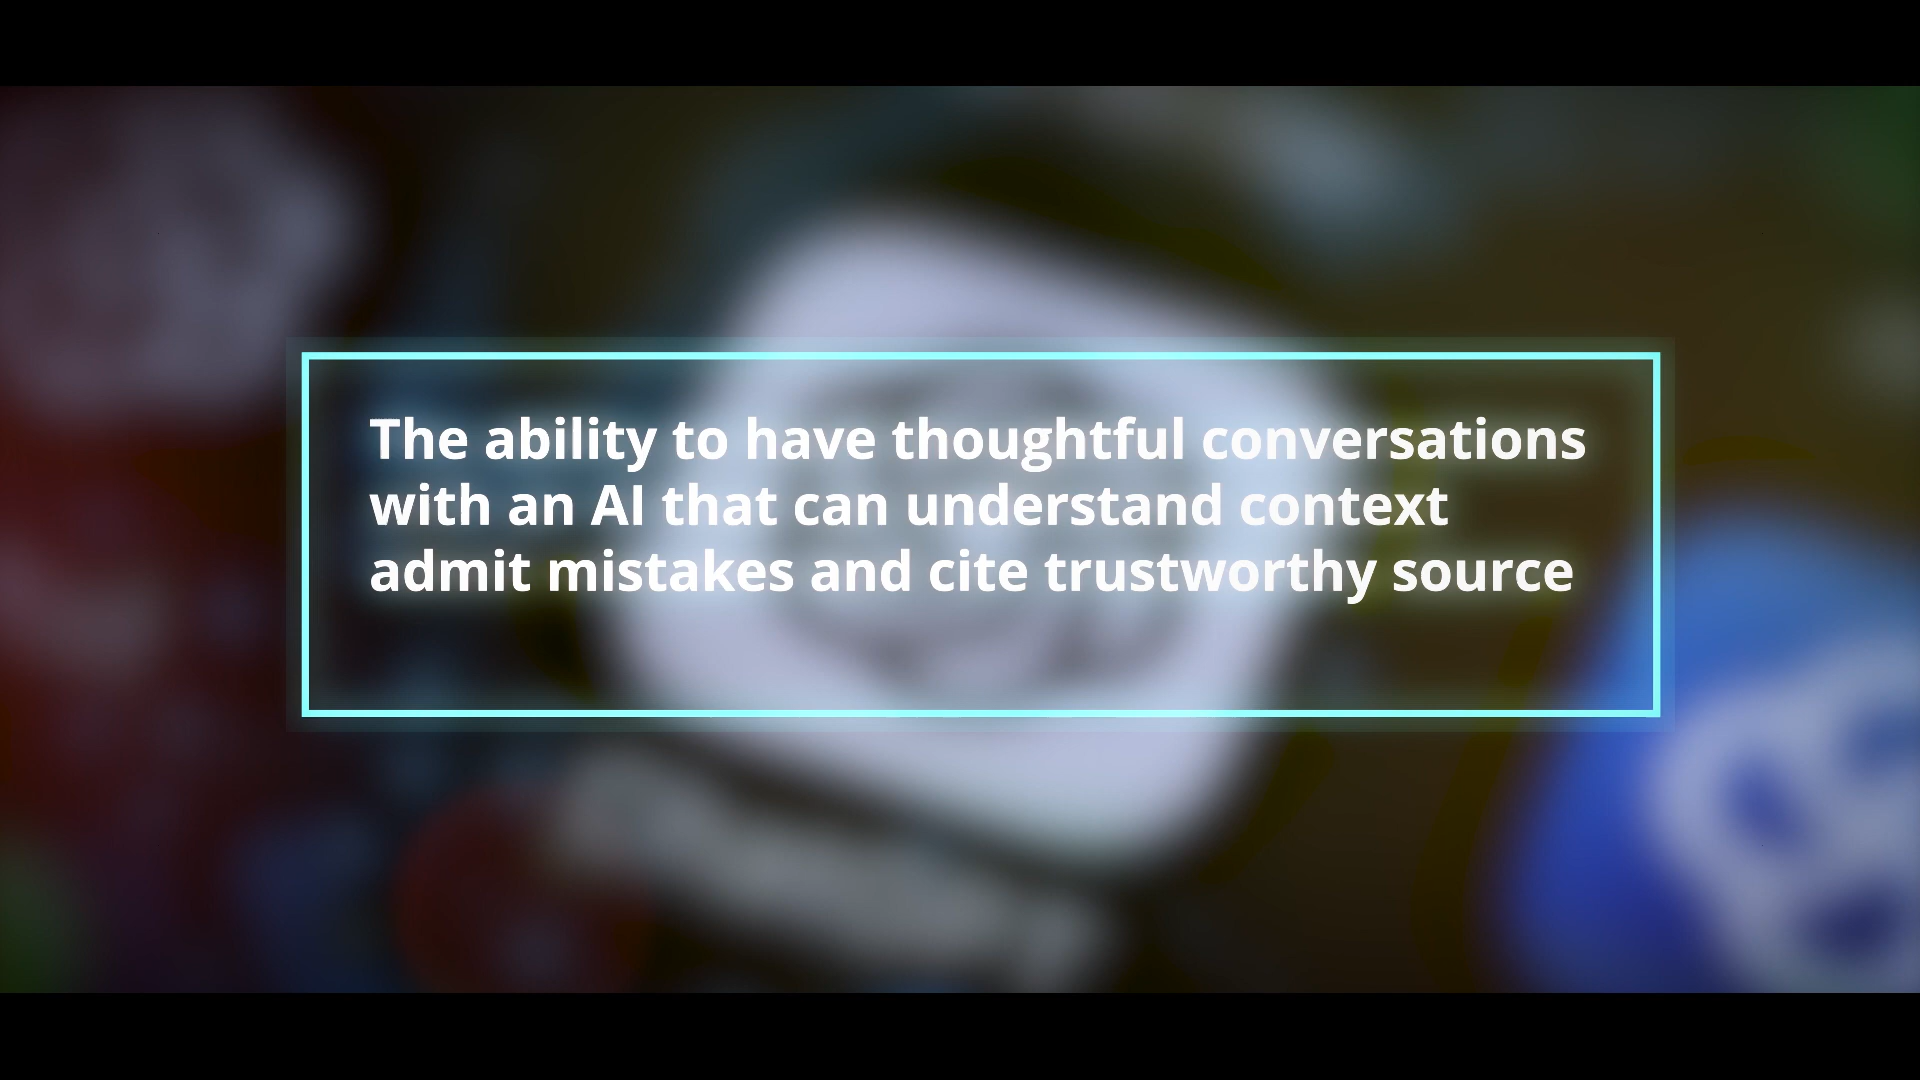 The ability to have thoughtful conversations
with an AI that can understand context
admit mistakes and cite trustworthy source